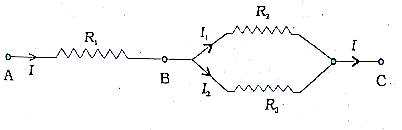 R₂
R₁ I₁ I
A I B I₂ C
R₃